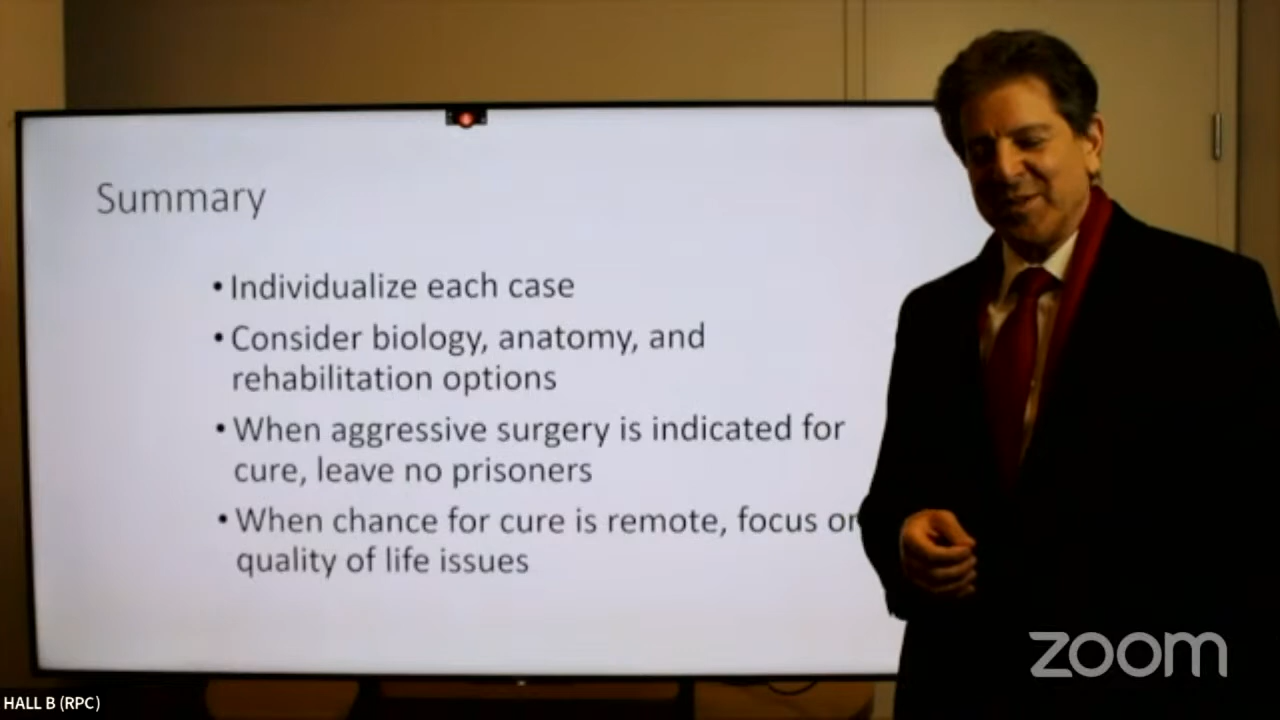 Summary
• Individualize each case
• Consider biology, anatomy, and
rehabilitation options
• When aggressive surgery is indicated for
cure, leave no prisoners
• When chance for cure is remote, focus on
quality of life issues
zoom
HALL B (RPC)